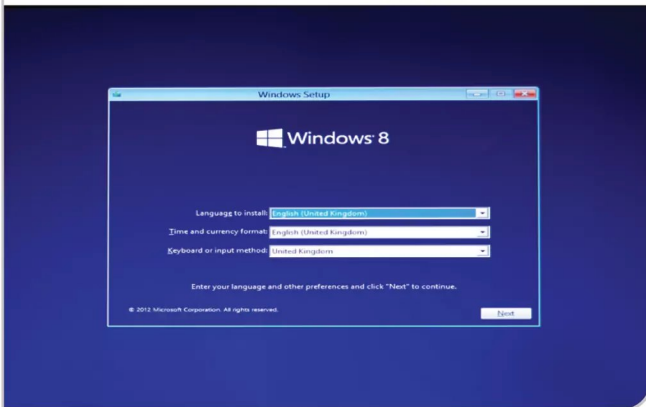 Windows Setup
Windows 8
Language to install: English (United Kingdom)
Time and currency format: English (United Kingdom)
Keyboard or input method: United Kingdom
Enter your language and other preferences and click "Next" to continue.
© 2012 Microsoft Corporation. All rights reserved.
Next